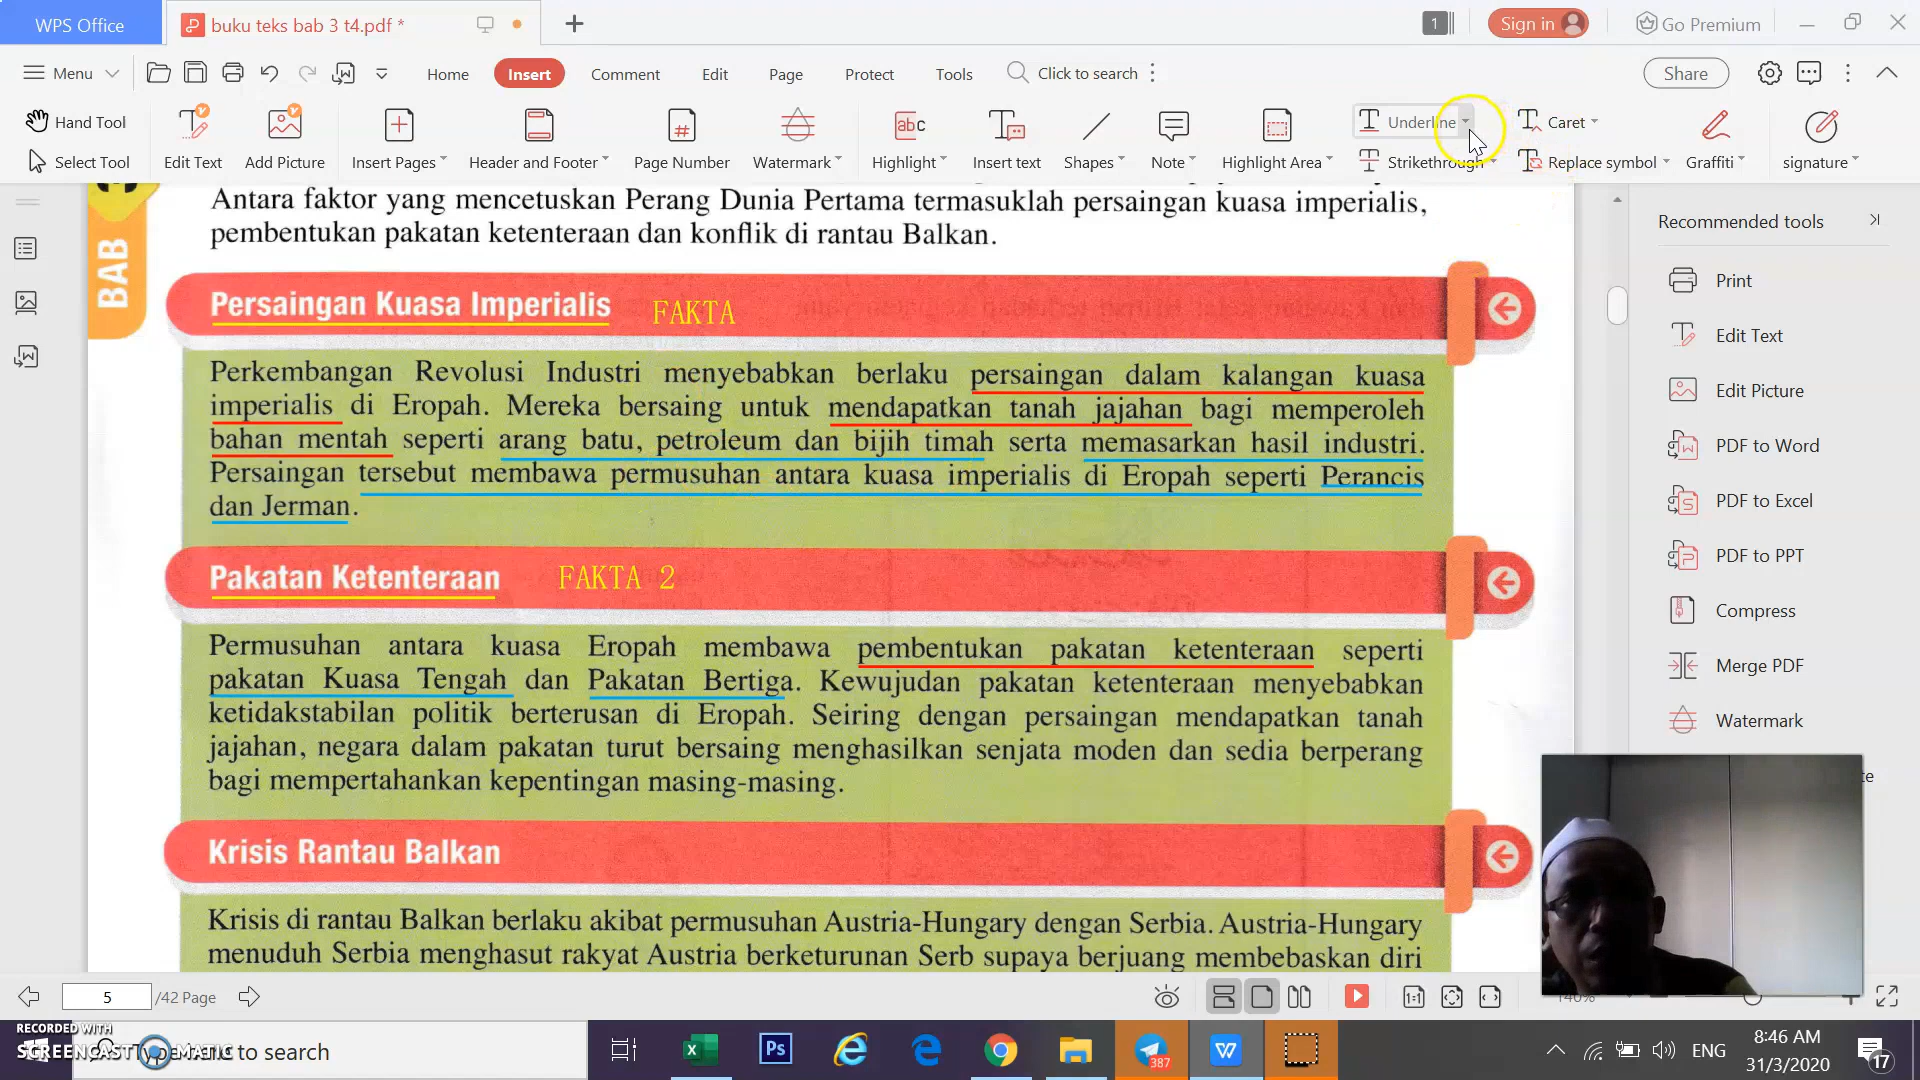 WPS Office
buku teks bab 3 t4.pdf *
1
Sign in
Go Premium
Menu
Home
Insert
Comment
Edit
Page
Protect
Tools
Click to search
Share
Hand Tool
Select Tool
Edit Text
Add Picture
Insert Pages
Header and Footer
Page Number
Watermark
Highlight
Insert text
Shapes
Note
Highlight Area
Underline
Strikethrough
Caret
Replace symbol
Graffiti
signature
BAB
Antara faktor yang mencetuskan Perang Dunia Pertama termasuklah persaingan kuasa imperialis,
pembentukan pakatan ketenteraan dan konflik di rantau Balkan.
Persaingan Kuasa Imperialis FAKTA
Perkembangan Revolusi Industri menyebabkan berlaku persaingan dalam kalangan kuasa
imperialis di Eropah. Mereka bersaing untuk mendapatkan tanah jajahan bagi memperoleh
bahan mentah seperti arang batu, petroleum dan bijih timah serta memasarkan hasil industri.
Persaingan tersebut membawa permusuhan antara kuasa imperialis di Eropah seperti Perancis
dan Jerman.
Pakatan Ketenteraan FAKTA 2
Permusuhan antara kuasa Eropah membawa pembentukan pakatan ketenteraan seperti
pakatan Kuasa Tengah dan Pakatan Bertiga. Kewujudan pakatan ketenteraan menyebabkan
ketidakstabilan politik berterusan di Eropah. Seiring dengan persaingan mendapatkan tanah
jajahan, negara dalam pakatan turut bersaing menghasilkan senjata moden dan sedia berperang
bagi mempertahankan kepentingan masing-masing.
Krisis Rantau Balkan
Krisis di rantau Balkan berlaku akibat permusuhan Austria-Hungary dengan Serbia. Austria-Hungary
menuduh Serbia menghasut rakyat Austria berketurunan Serb supaya berjuang membebaskan diri
Recommended tools
Print
Edit Text
Edit Picture
PDF to Word
PDF to Excel
PDF to PPT
Compress
Merge PDF
Watermark
5
/42 Page
140%
RECORDED WITH
SCREENCAST MATIC
Type here to search
387
ENG
8:46 AM
31/3/2020
17